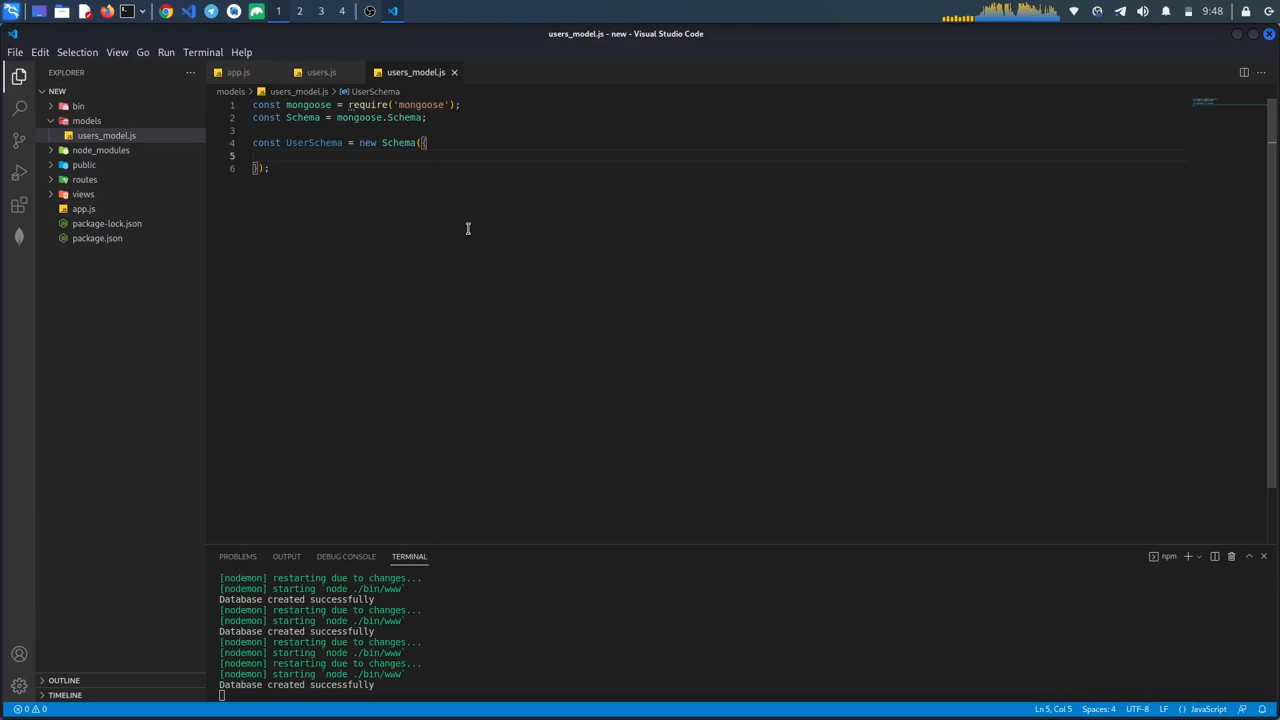 1
2
3
4
9:48
users_model.js - new - Visual Studio Code
File Edit Selection View Go Run Terminal Help
EXPLORER
NEW
bin
models
users_model.js
node_modules
public
routes
views
app.js
package-lock.json
package.json
OUTLINE
TIMELINE
app.js users.js users_model.js
models > users_model.js > UserSchema
1 const mongoose = require('mongoose');
2 const Schema = mongoose.Schema;
3
4 const UserSchema = new Schema({
5
6 });
PROBLEMS OUTPUT DEBUG CONSOLE TERMINAL
npm
[nodemon] restarting due to changes...
[nodemon] starting `node ./bin/www`
Database created successfully
[nodemon] restarting due to changes...
[nodemon] starting `node ./bin/www`
Database created successfully
[nodemon] restarting due to changes...
[nodemon] starting `node ./bin/www`
[nodemon] restarting due to changes...
[nodemon] starting `node ./bin/www`
Database created successfully
0 0
Ln 5, Col 5 Spaces: 4 UTF-8 LF {} JavaScript